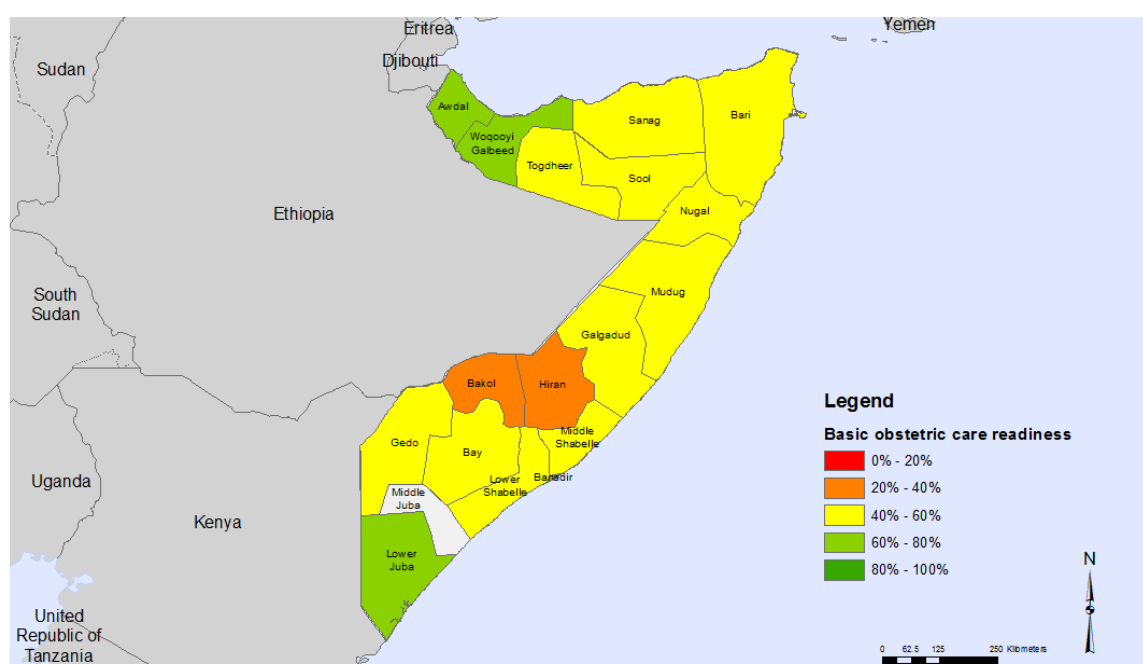 Eritrea
Yemen
Djibouti
Sudan
Awdal
Woqooyi
Galbeed
Togdheer
Sanag
Bari
Sool
Nugal
Ethiopia
Mudug
South
Sudan
Galgadud
Bakol
Hiran
Gedo
Bay
Middle
Shabelle
Lower
Shabelle
Banadir
Middle
Juba
Lower
Juba
Uganda
Kenya
United
Republic of
Tanzania
Legend
Basic obstetric care readiness
0% - 20%
20% - 40%
40% - 60%
60% - 80%
80% - 100%
N
0 62.5 125 250 Kilometers